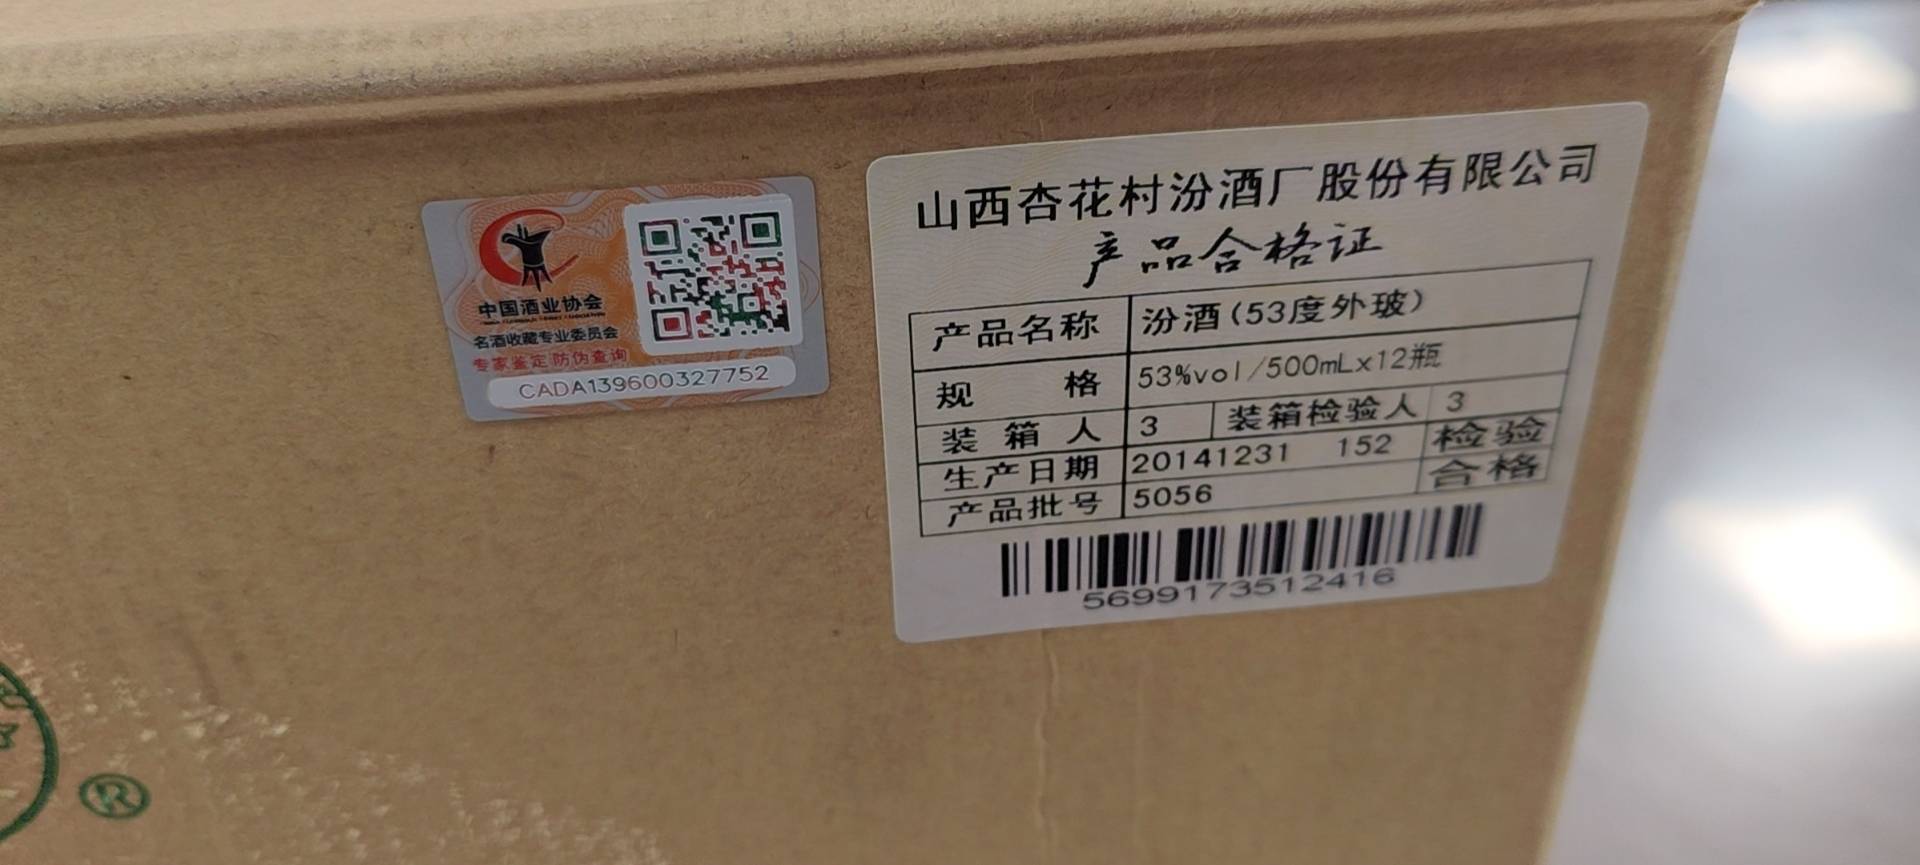 中国酒业协会
名酒收藏专业委员会
专家鉴定 防伪查询
CADA139600327752
山西杏花村汾酒厂股份有限公司
产品合格证
产品名称 汾酒(53度外玻)
规 格 53%vol/500mLx12瓶
装箱人 3 装箱检验人 3
生产日期 20141231 152 检验
产品批号 5056 合格
5699173512416
®